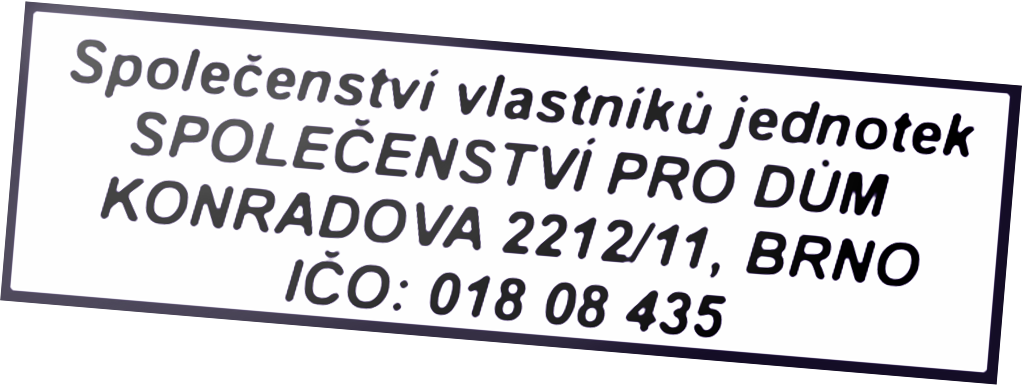 Společenství vlastníků jednotek
SPOLEČENSTVÍ PRO DŮM
KONRADOVA 2212/11, BRNO
IČO: 018 08 435